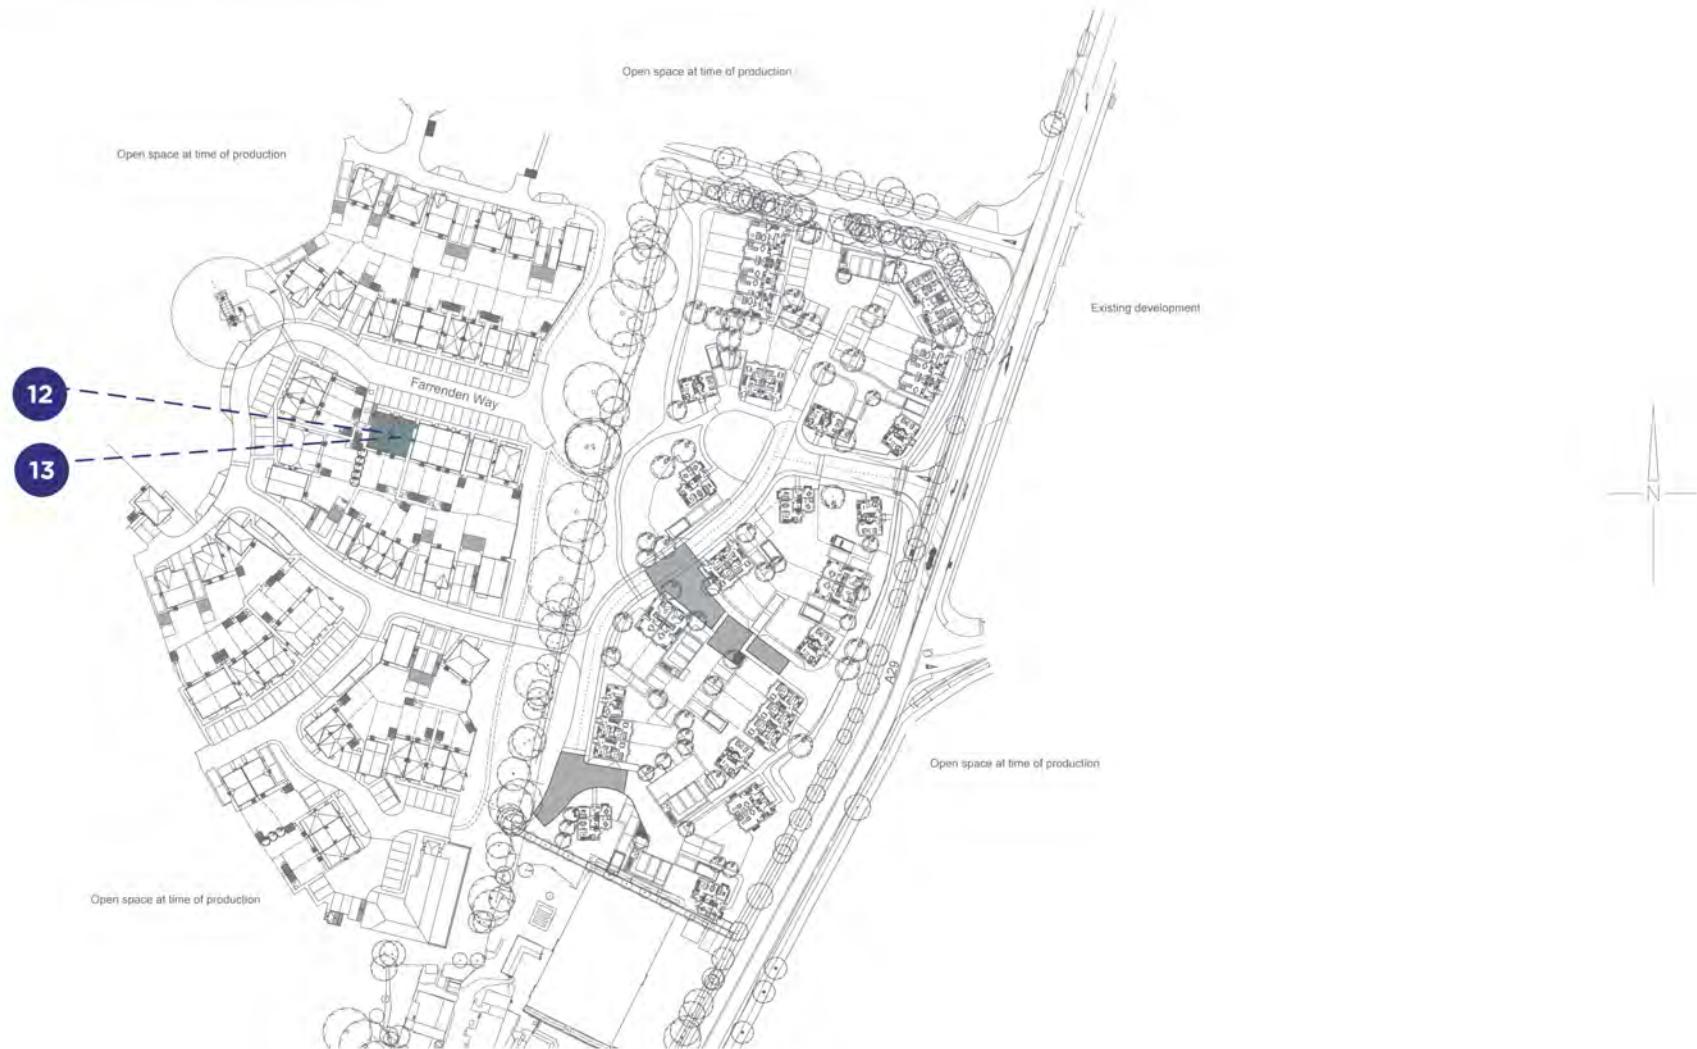 Open space at time of production
Open space at time of production
Existing development
Farrenden Way
12
13
N
A29
Open space at time of production
Open space at time of production